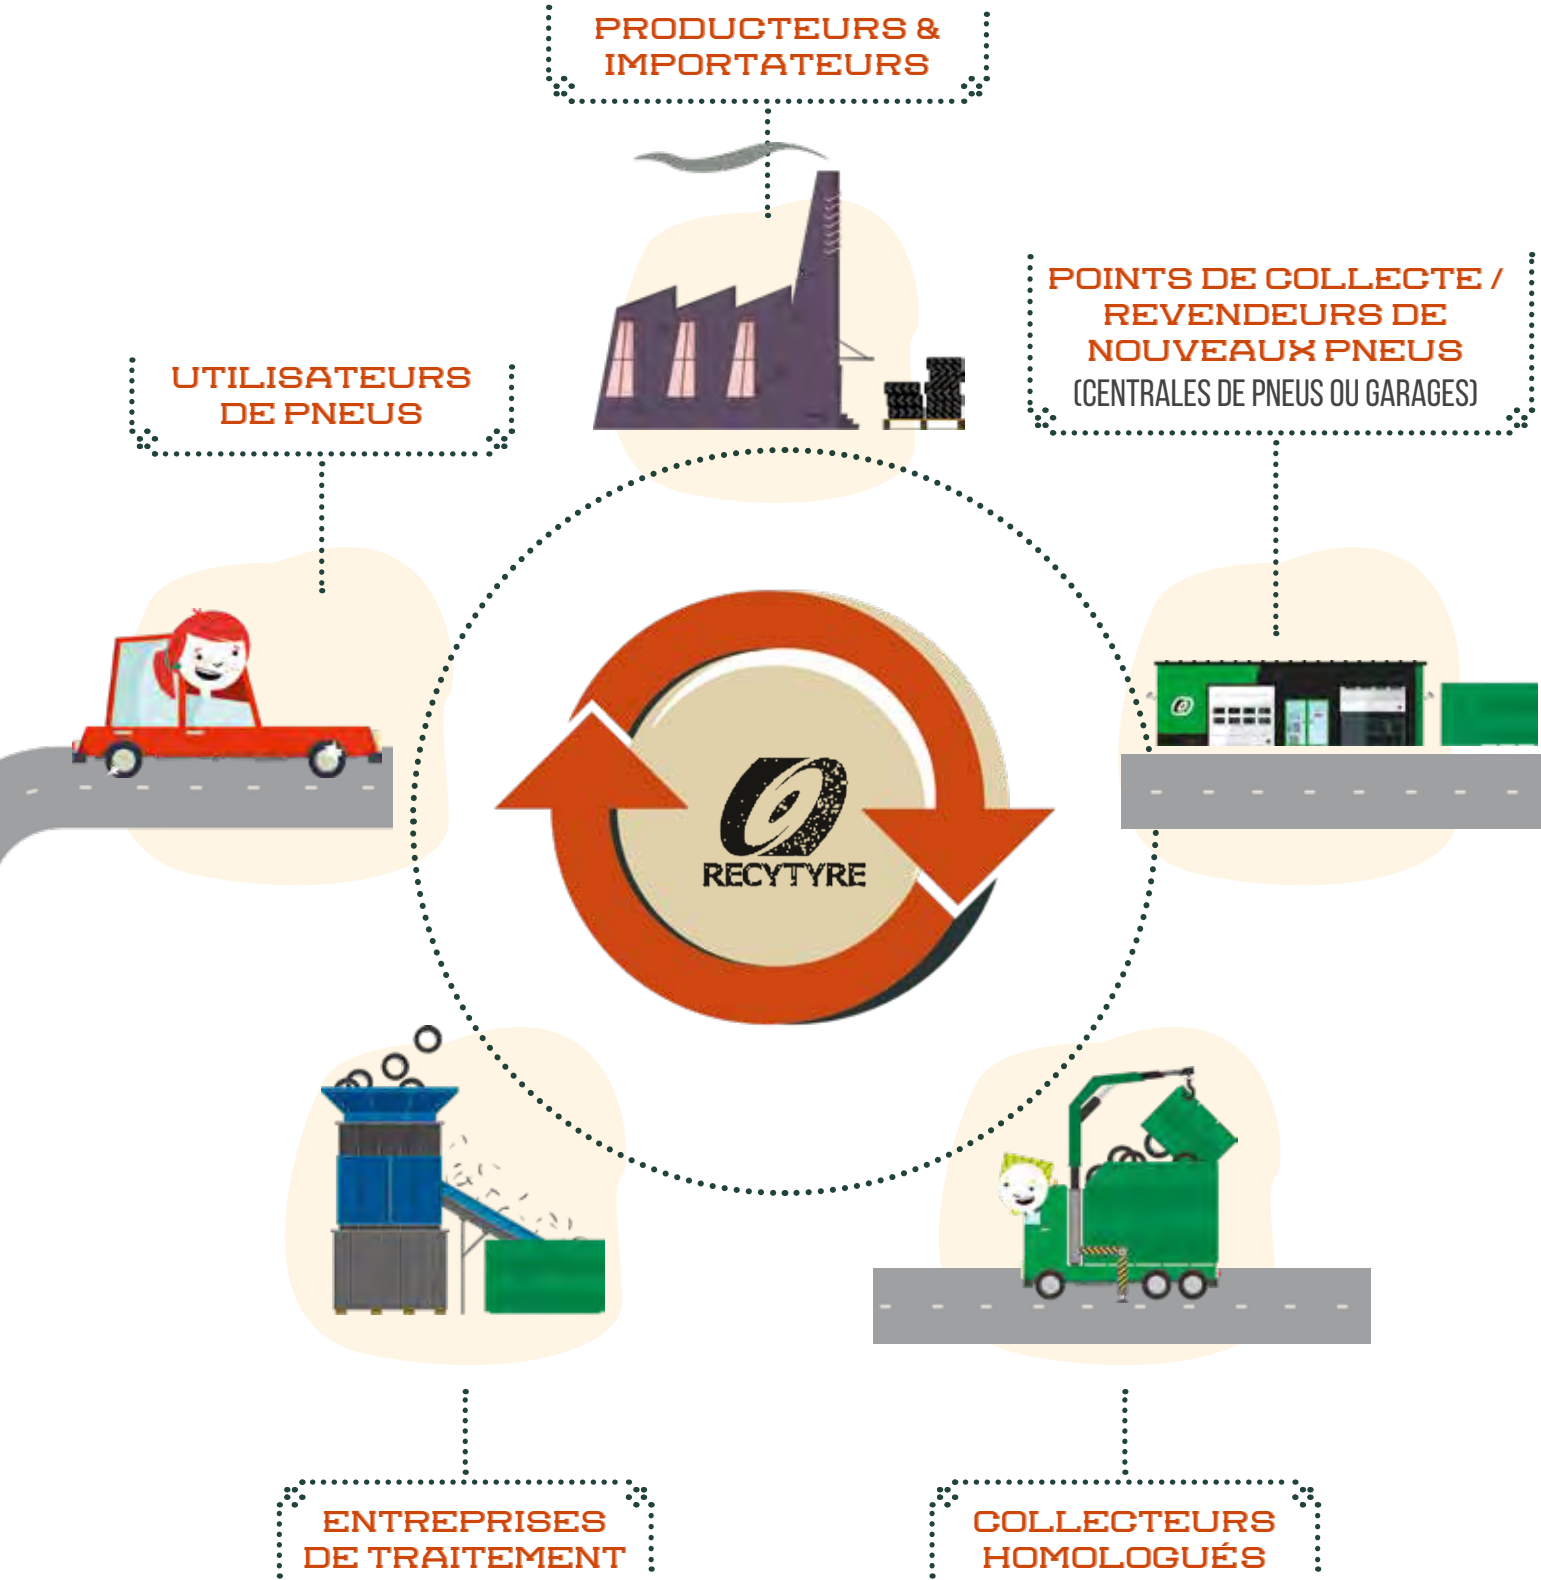 PRODUCTEURS &
IMPORTATEURS
POINTS DE COLLECTE /
REVENDEURS DE
NOUVEAUX PNEUS
(CENTRALES DE PNEUS OU GARAGES)
UTILISATEURS
DE PNEUS
RECYTYRE
ENTREPRISES
DE TRAITEMENT
COLLECTEURS
HOMOLOGUÉS